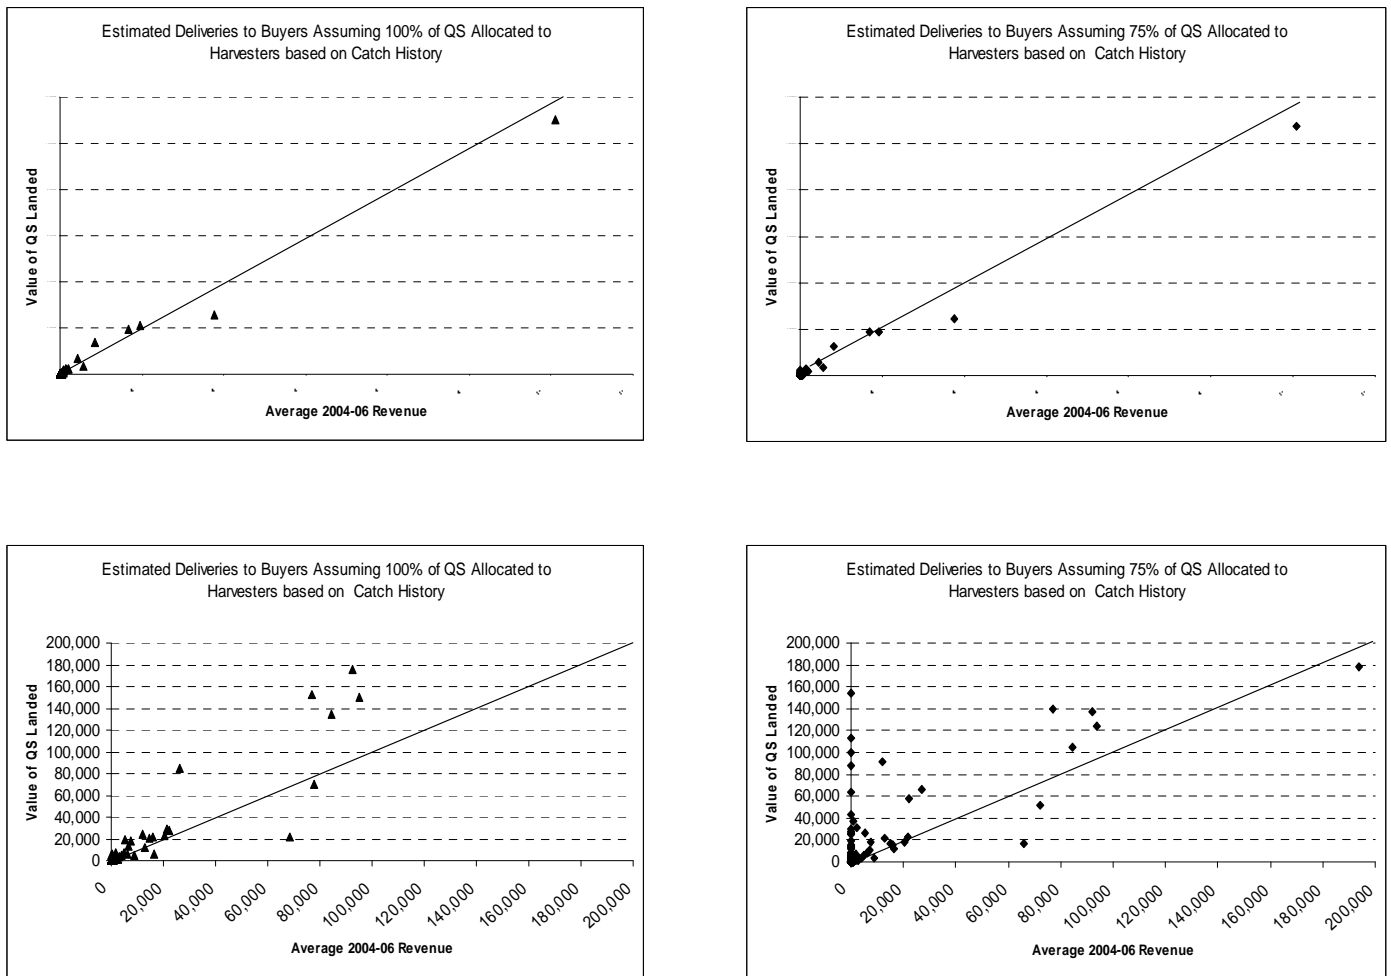 Estimated Deliveries to Buyers Assuming 100% of QS Allocated to
Harvesters based on Catch History
Value of QS Landed
Average 2004-06 Revenue
Estimated Deliveries to Buyers Assuming 75% of QS Allocated to
Harvesters based on Catch History
Value of QS Landed
Average 2004-06 Revenue
Estimated Deliveries to Buyers Assuming 100% of QS Allocated to
Harvesters based on Catch History
Value of QS Landed
200,000
180,000
160,000
140,000
120,000
100,000
80,000
60,000
40,000
20,000
0
0
20,000
40,000
60,000
80,000
100,000
120,000
140,000
160,000
180,000
200,000
Average 2004-06 Revenue
Estimated Deliveries to Buyers Assuming 75% of QS Allocated to
Harvesters based on Catch History
Value of QS Landed
200,000
180,000
160,000
140,000
120,000
100,000
80,000
60,000
40,000
20,000
0
0
20,000
40,000
60,000
80,000
100,000
120,000
140,000
160,000
180,000
200,000
Average 2004-06 Revenue